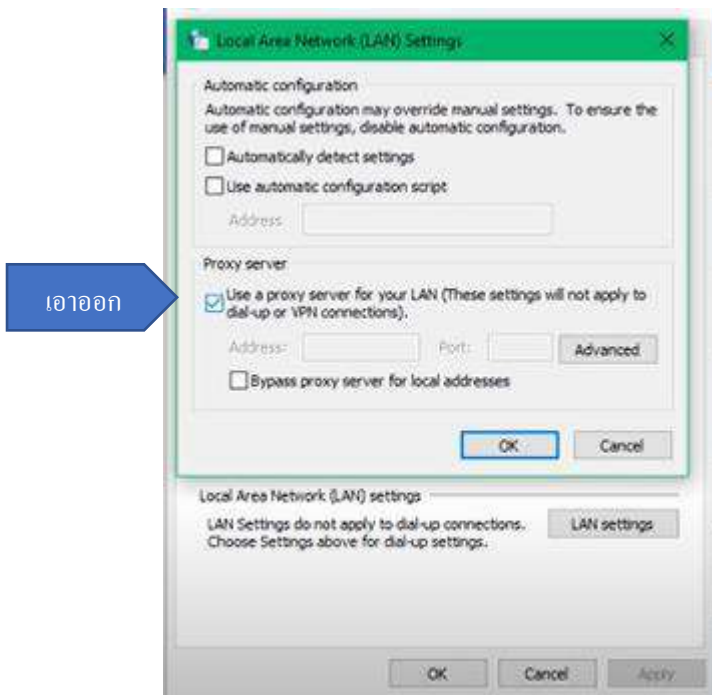 Local Area Network (LAN) Settings
Automatic configuration
Automatic configuration may override manual settings. To ensure the
use of manual settings, disable automatic configuration.
Automatically detect settings
Use automatic configuration script
Address
Proxy server
เอาออก
Use a proxy server for your LAN (These settings will not apply to
dial-up or VPN connections).
Address:
Port:
Advanced
Bypass proxy server for local addresses
OK
Cancel
Local Area Network (LAN) settings
LAN Settings do not apply to dial-up connections.
Choose Settings above for dial-up settings.
LAN settings
OK
Cancel
Apply